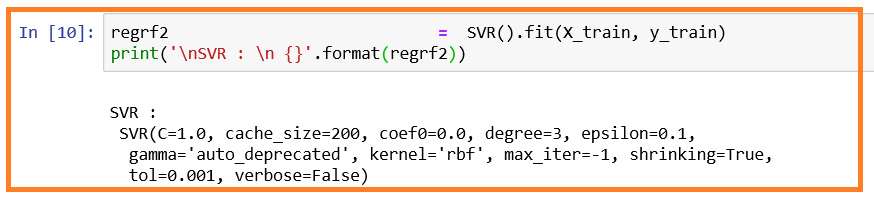 In [10]: regrf2 = SVR().fit(X_train, y_train)
print('\nSVR : \n {}'.format(regrf2))
SVR :
SVR(C=1.0, cache_size=200, coef0=0.0, degree=3, epsilon=0.1,
gamma='auto_deprecated', kernel='rbf', max_iter=-1, shrinking=True,
tol=0.001, verbose=False)